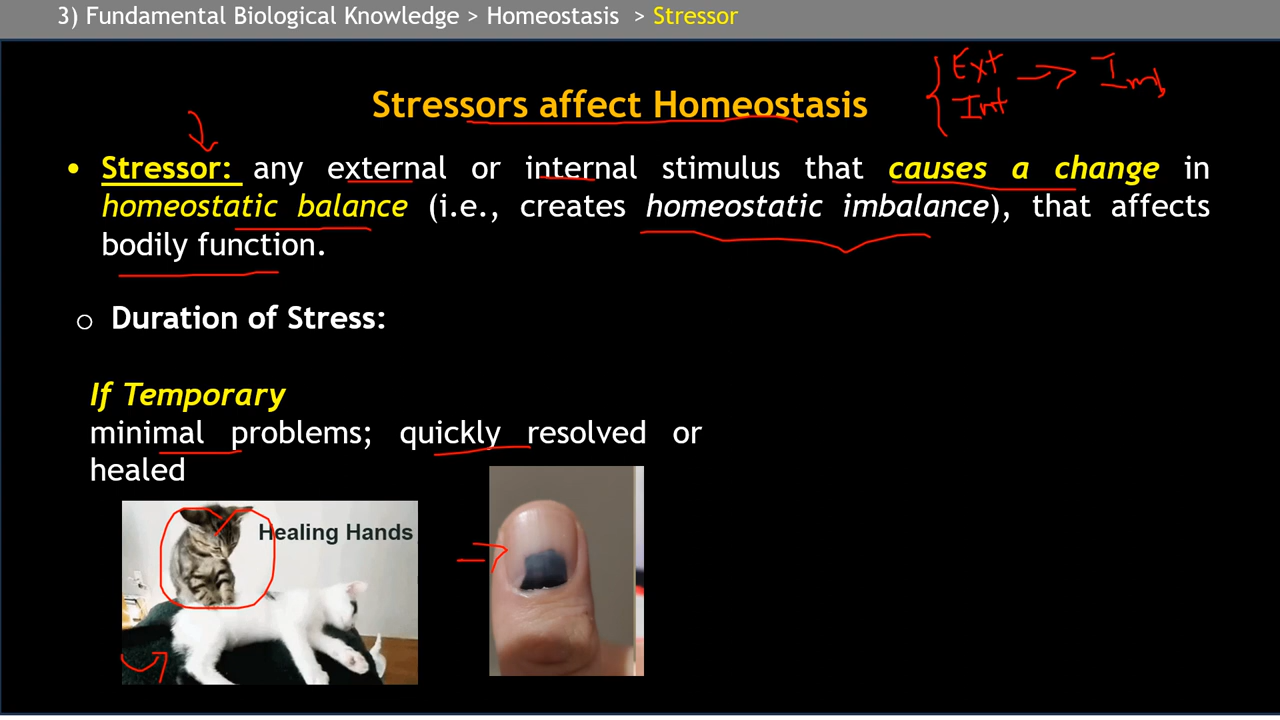 3) Fundamental Biological Knowledge > Homeostasis > Stressor
Ext
Int
Stressors affect Homeostasis
• Stressor: any external or internal stimulus that causes a change in
homeostatic balance (i.e., creates homeostatic imbalance), that affects
bodily function.
o Duration of Stress:
If Temporary
minimal problems; quickly resolved or
healed
Healing Hands